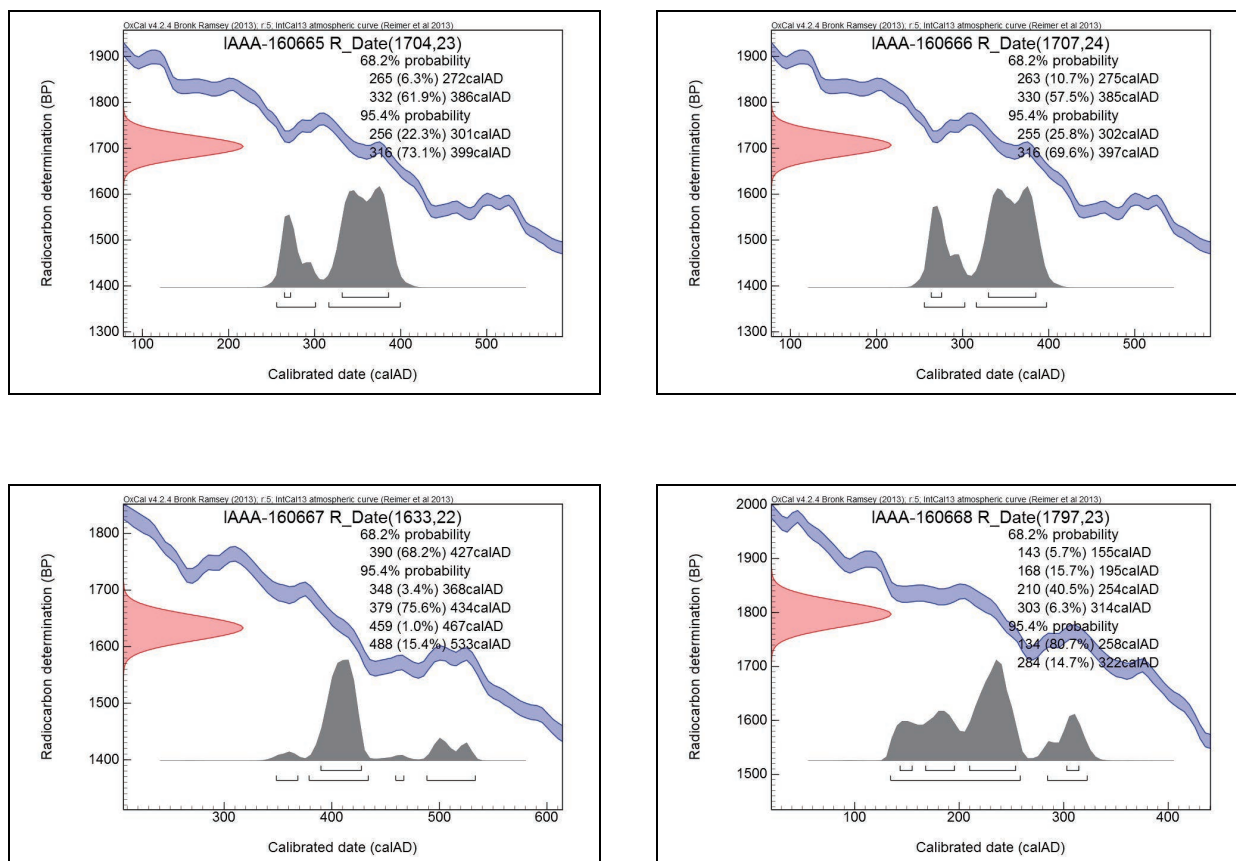 OxCal v4.2.4 Bronk Ramsey (2013); r:5; IntCal13 atmospheric curve (Reimer et al 2013)
IAAA-160665 R_Date(1704,23)
68.2% probability
265 (6.3%) 272calAD
332 (61.9%) 386calAD
95.4% probability
256 (22.3%) 301calAD
316 (73.1%) 399calAD
Radiocarbon determination (BP)
1900
1800
1700
1600
1500
1400
1300
100 200 300 400 500
Calibrated date (calAD)
OxCal v4.2.4 Bronk Ramsey (2013); r:5; IntCal13 atmospheric curve (Reimer et al 2013)
IAAA-160666 R_Date(1707,24)
68.2% probability
263 (10.7%) 275calAD
330 (57.5%) 385calAD
95.4% probability
255 (25.8%) 302calAD
316 (69.6%) 397calAD
Radiocarbon determination (BP)
1900
1800
1700
1600
1500
1400
1300
100 200 300 400 500
Calibrated date (calAD)
OxCal v4.2.4 Bronk Ramsey (2013); r:5; IntCal13 atmospheric curve (Reimer et al 2013)
IAAA-160667 R_Date(1633,22)
68.2% probability
390 (68.2%) 427calAD
95.4% probability
348 (3.4%) 368calAD
379 (75.6%) 434calAD
459 (1.0%) 467calAD
488 (15.4%) 533calAD
Radiocarbon determination (BP)
1800
1700
1600
1500
1400
300 400 500 600
Calibrated date (calAD)
OxCal v4.2.4 Bronk Ramsey (2013); r:5; IntCal13 atmospheric curve (Reimer et al 2013)
IAAA-160668 R_Date(1797,23)
68.2% probability
143 (5.7%) 155calAD
168 (15.7%) 195calAD
210 (40.5%) 254calAD
303 (6.3%) 314calAD
95.4% probability
134 (80.7%) 258calAD
284 (14.7%) 322calAD
Radiocarbon determination (BP)
2000
1900
1800
1700
1600
1500
100 200 300 400
Calibrated date (calAD)